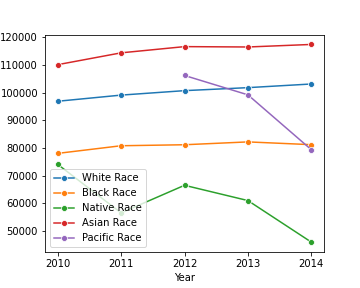 120000
110000
100000
90000
80000
70000
60000
50000
White Race
Black Race
Native Race
Asian Race
Pacific Race
2010 2011 2012 2013 2014
Year